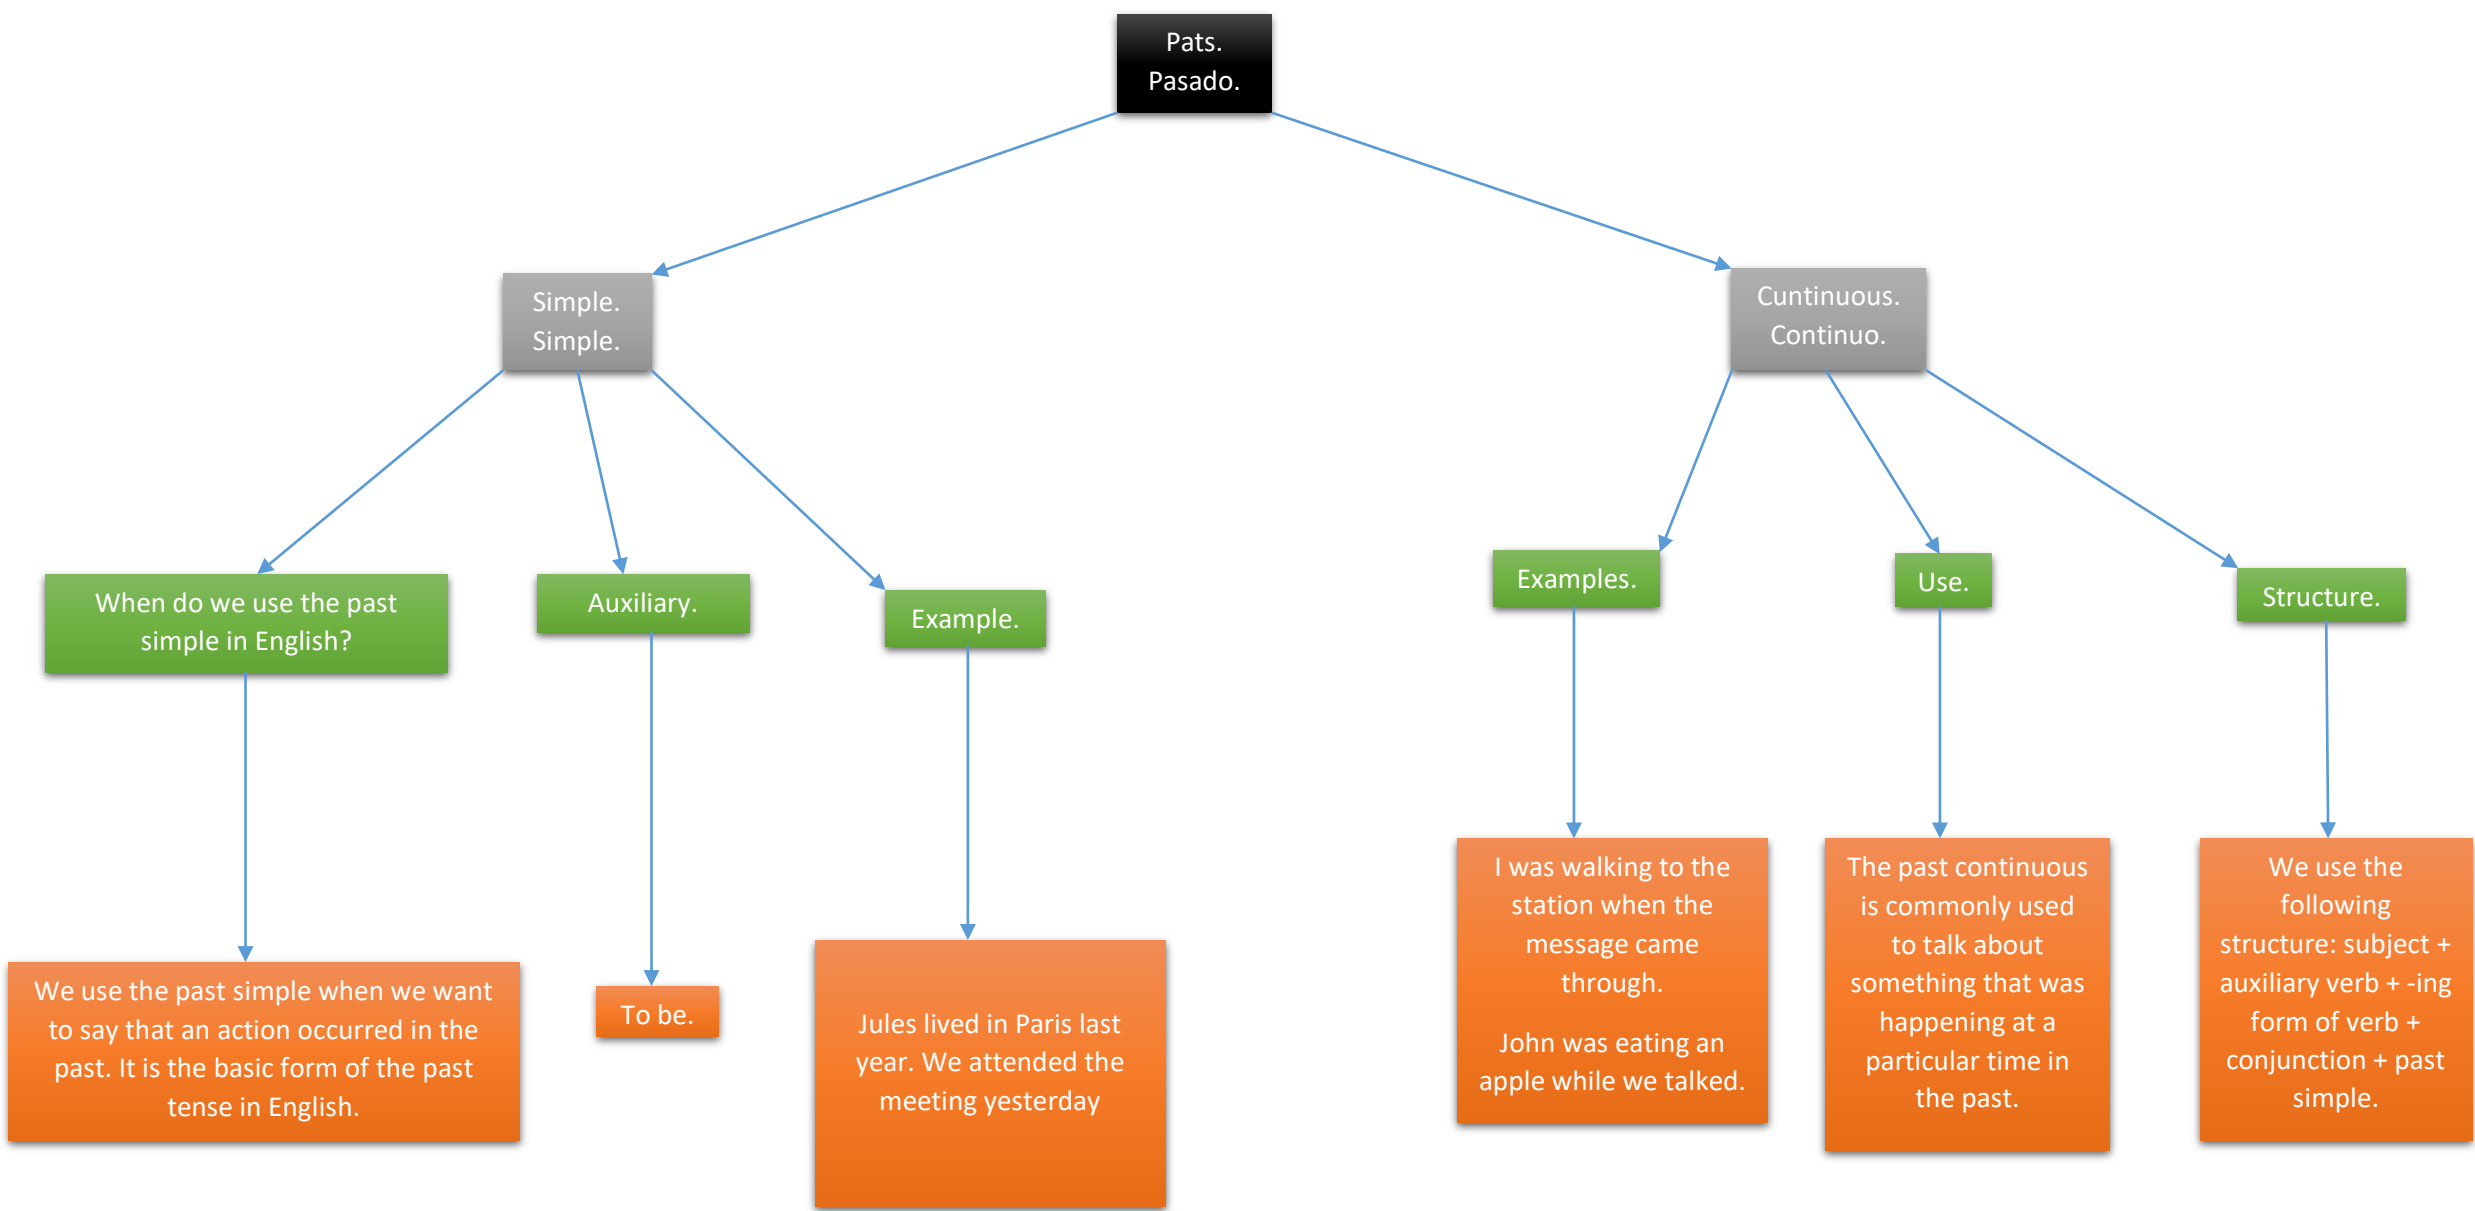 Pats.
Pasado.
Simple.
Simple.
Cuntinuous.
Continuo.
When do we use the past
simple in English?
Auxiliary.
Example.
Examples.
Use.
Structure.
We use the past simple when we want
to say that an action occurred in the
past. It is the basic form of the past
tense in English.
To be.
Jules lived in Paris last
year. We attended the
meeting yesterday
I was walking to the
station when the
message came
through.
John was eating an
apple while we talked.
The past continuous
is commonly used
to talk about
something that was
happening at a
particular time in
the past.
We use the
following
structure: subject +
auxiliary verb + -ing
form of verb +
conjunction + past
simple.